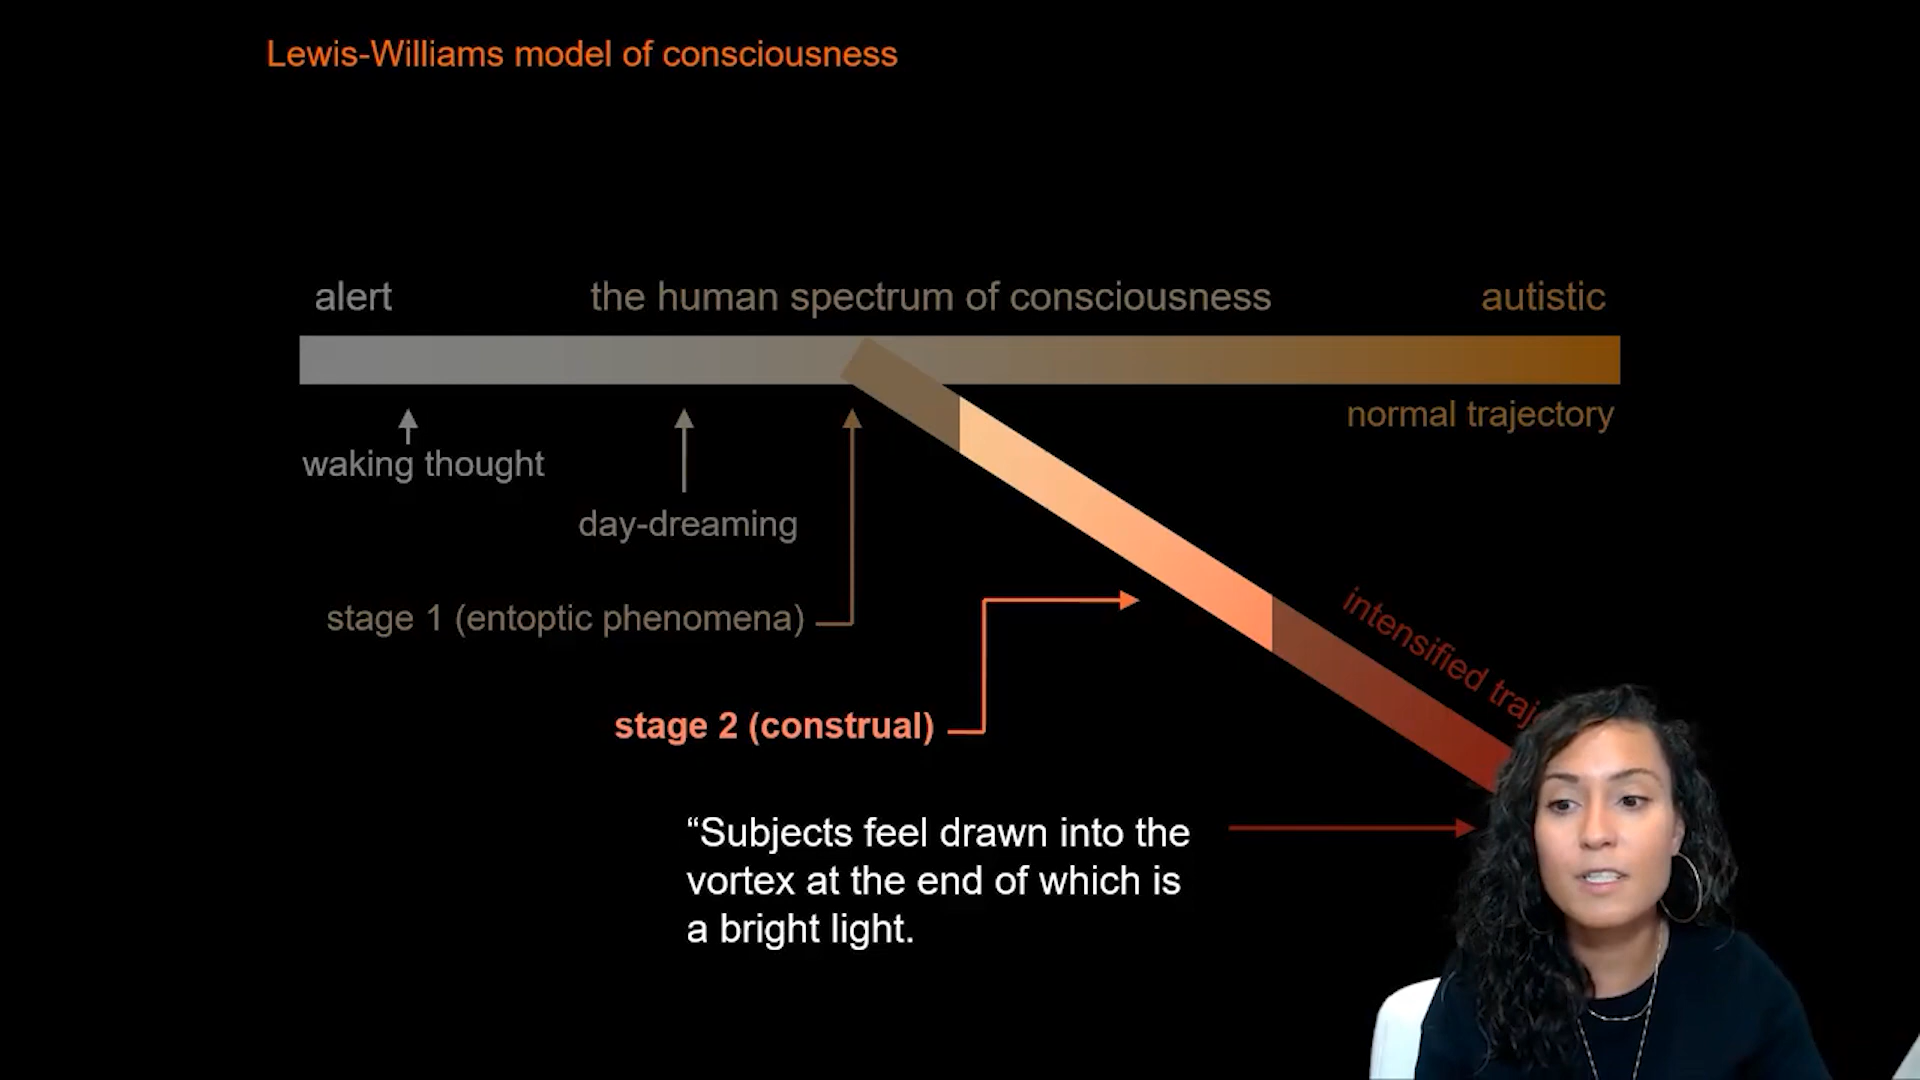 Lewis-Williams model of consciousness
alert
the human spectrum of consciousness
autistic
normal trajectory
waking thought
day-dreaming
stage 1 (entoptic phenomena)
intensified
stage 2 (construal)
“Subjects feel drawn into the
vortex at the end of which is
a bright light.